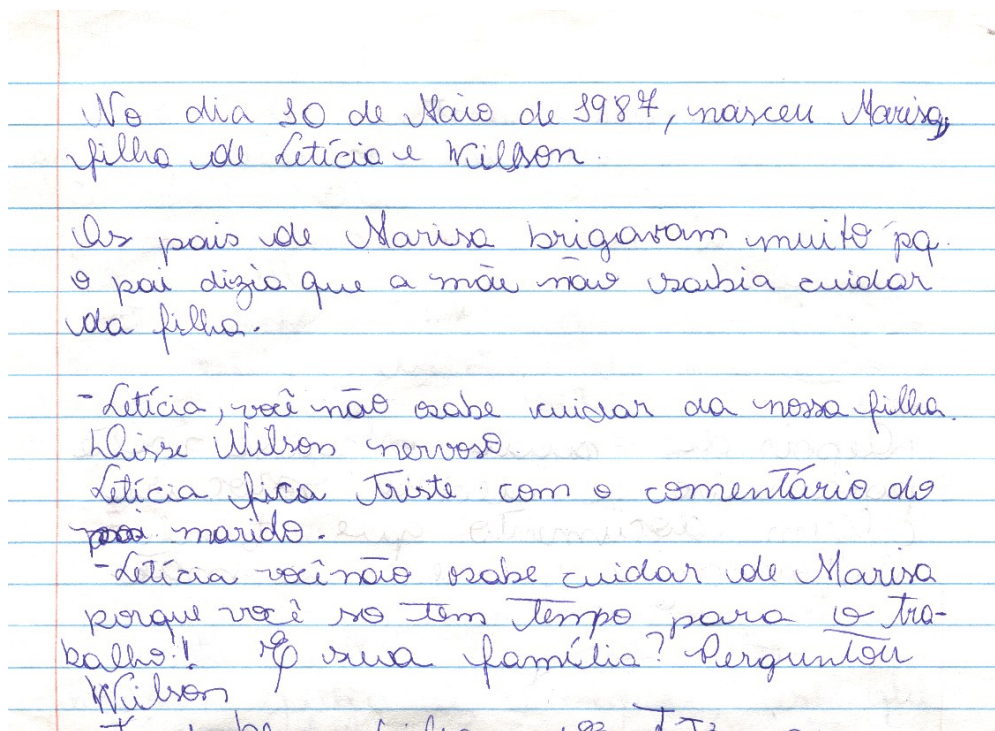 No dia 10 de Maio de 1987, nasceu Marisa,
filha de Letícia e Wilson.
Os pais de Marisa brigavam muito pq
o pai dizia que a mãe não sabia cuidar
da filha.
- Letícia, você não sabe cuidar da nossa filha.
Disse Wilson nervoso
Letícia fica triste com o comentário do
marido.
- Letícia você não sabe cuidar de Marisa
porque você so tem tempo para o tra-
balho!! E sua família? Perguntou
Wilson